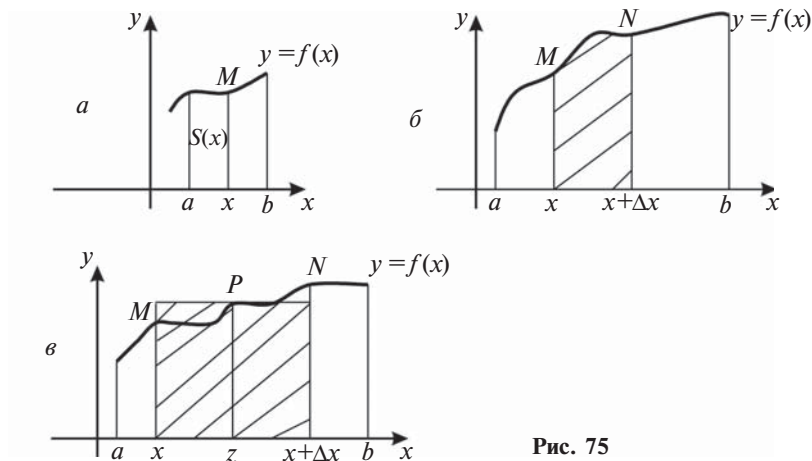 y
y = f(x)
M
а
S(x)
a x b x
y
N
y = f(x)
M
б
a x x+Δx b x
y
N
y = f(x)
P
M
в
a x z x+Δx b x
Рис. 75